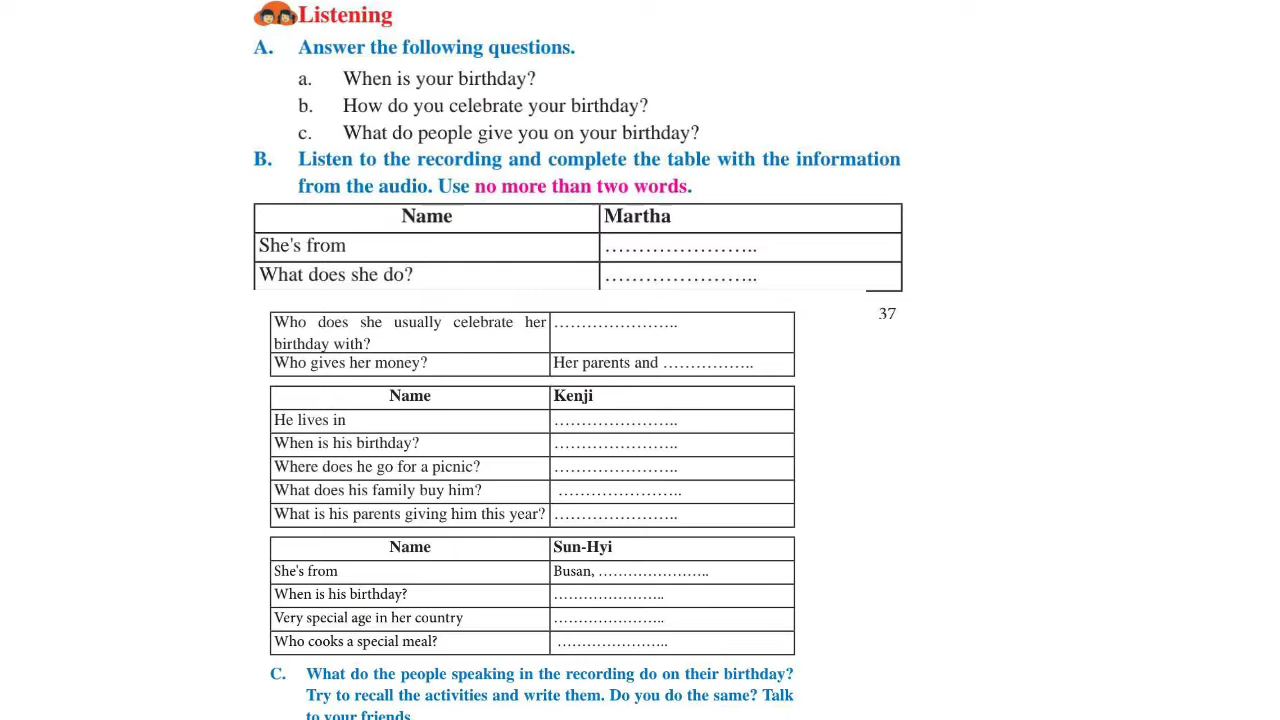 Listening
A. Answer the following questions.
a. When is your birthday?
b. How do you celebrate your birthday?
c. What do people give you on your birthday?
B. Listen to the recording and complete the table with the information
from the audio. Use no more than two words.
Name Martha
She's from …………………..
What does she do? …………………..
37
Who does she usually celebrate her …………………..
birthday with?
Who gives her money? Her parents and ……………..
Name Kenji
He lives in …………………..
When is his birthday? …………………..
Where does he go for a picnic? …………………..
What does his family buy him? …………………..
What is his parents giving him this year? …………………..
Name Sun-Hyi
She's from Busan, …………………..
When is his birthday? …………………..
Very special age in her country …………………..
Who cooks a special meal? …………………..
C. What do the people speaking in the recording do on their birthday?
Try to recall the activities and write them. Do you do the same? Talk
to your friends.